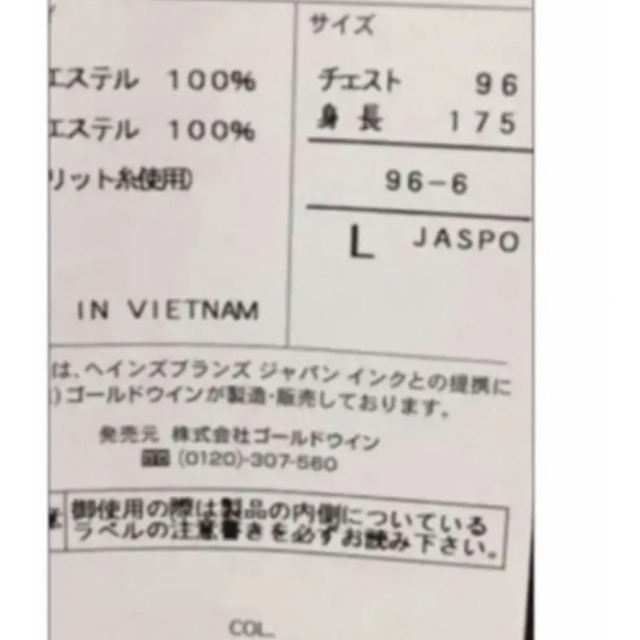 サイズ
エステル 100%
チェスト 96
エステル 100%
身長 175
リット糸使用)
96-6
L JASPO
IN VIETNAM
は、ヘインズブランズ ジャパン インクとの提携に
)ゴールドウインが製造・販売しております。
発売元 株式会社ゴールドウイン
(0120)-307-560
御使用の際は製品の内側についている
ラベルの注意書きを必ずお読み下さい。
COL.